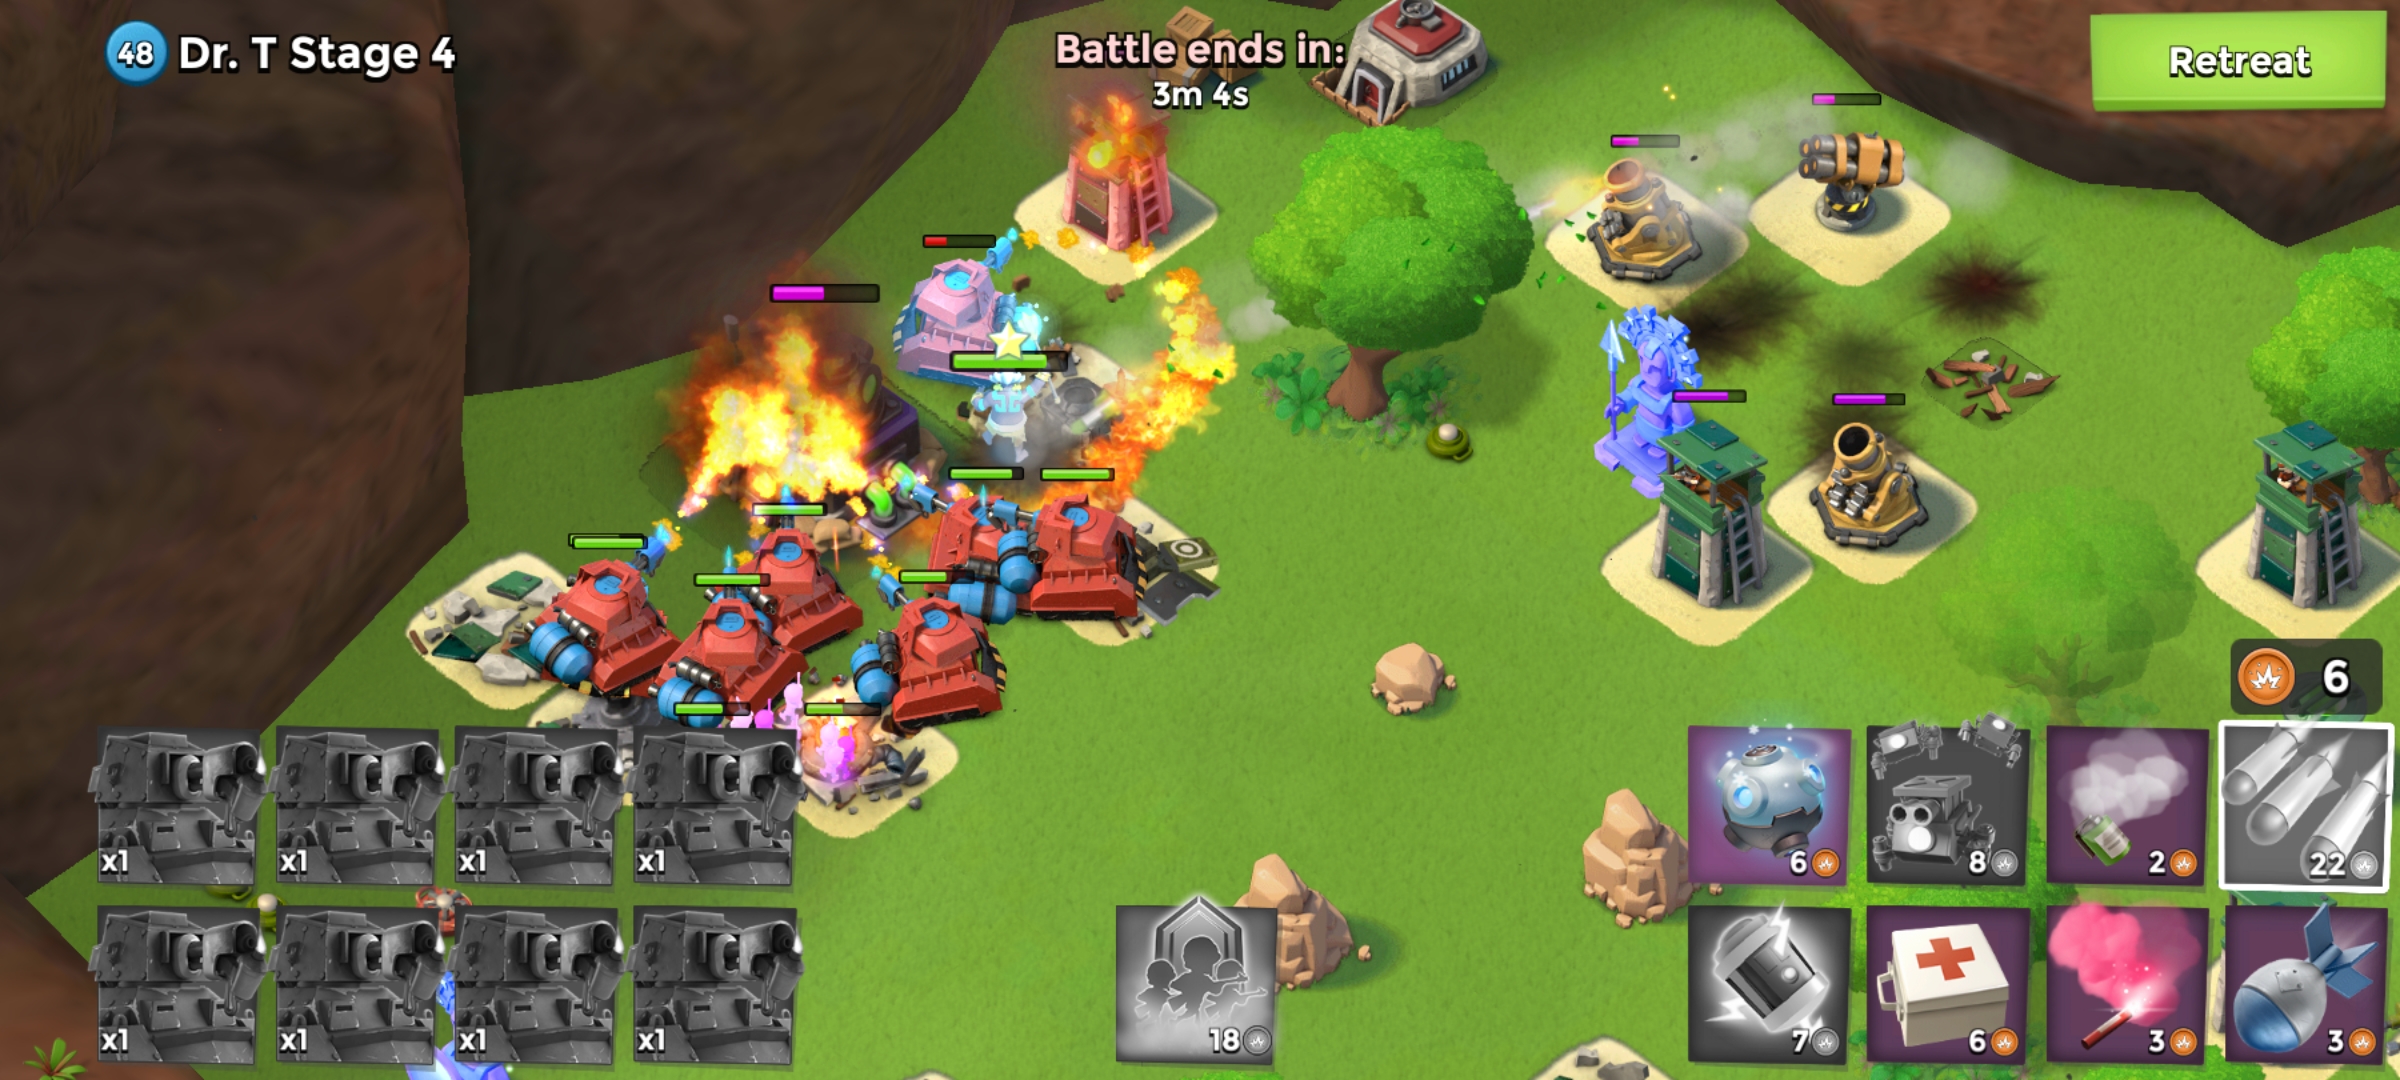 48 Dr. T Stage 4
Battle ends in:
3m 4s
Retreat
6
x1 x1 x1 x1
6 8 2 22
x1 x1 x1 x1
18
7 6 3 3